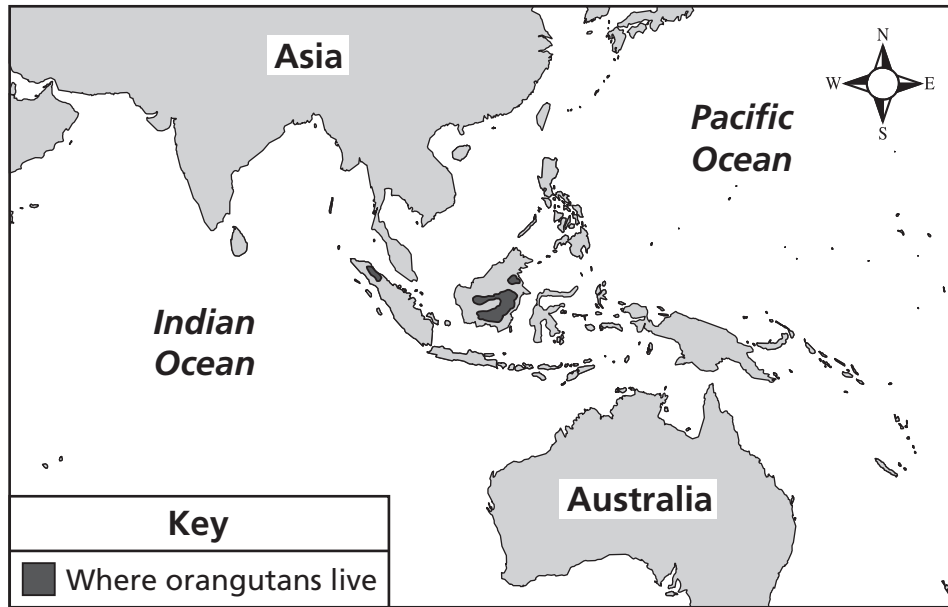 Asia
N
W
E
S
Pacific
Ocean
Indian
Ocean
Australia
Key
Where orangutans live